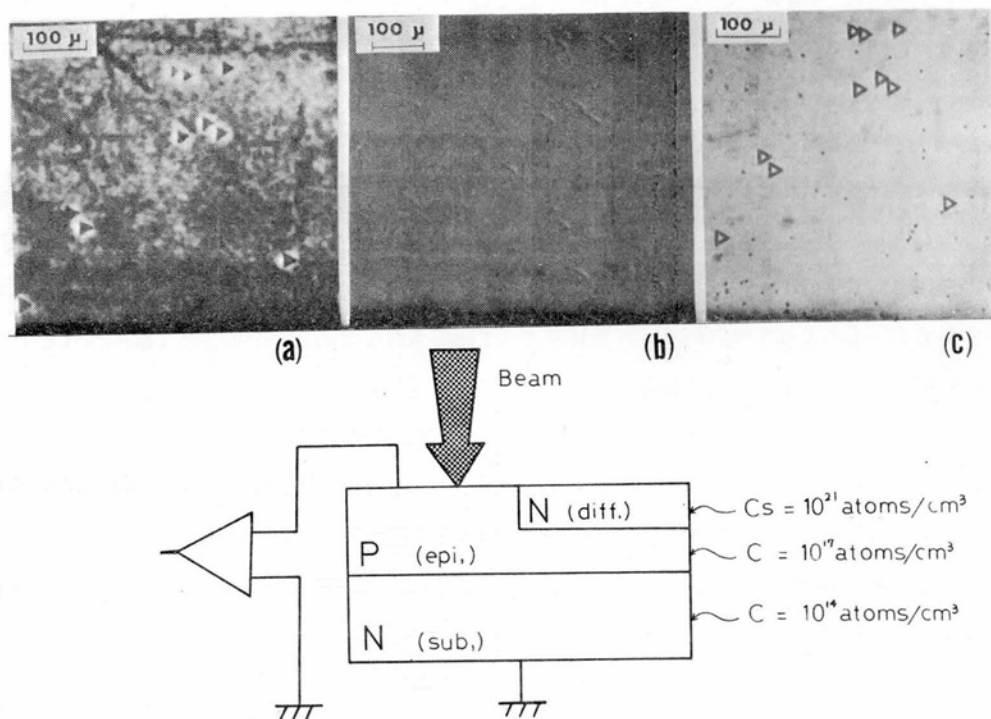 100 µ
100 µ
100 µ
(a)
(b)
(c)
Beam
N (diff.)
Cs = 10²¹ atoms/cm³
P (epi,)
C = 10¹⁷ atoms/cm³
N (sub,)
C = 10¹⁴ atoms/cm³